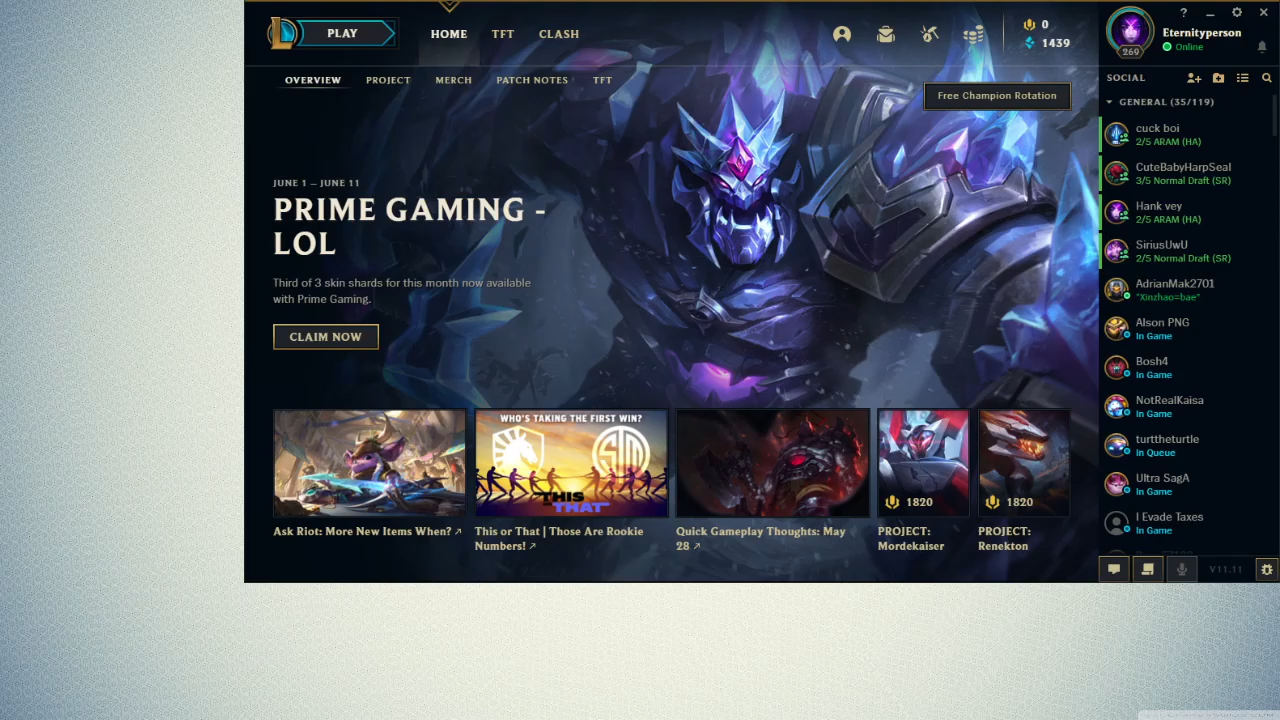 PLAY
HOME
TFT
CLASH
0
1439
269
Eternityperson
Online
OVERVIEW
PROJECT
MERCH
PATCH NOTES
TFT
Free Champion Rotation
JUNE 1 – JUNE 11
PRIME GAMING -
LOL
Third of 3 skin shards for this month now available
with Prime Gaming.
CLAIM NOW
WHO'S TAKING THE FIRST WIN?
TSM
THIS
THAT
1820
1820
Ask Riot: More New Items When? ↗
This or That | Those Are Rookie
Numbers! ↗
Quick Gameplay Thoughts: May
28 ↗
PROJECT:
Mordekaiser
PROJECT:
Renekton
SOCIAL
GENERAL (35/119)
cuck boi
2/5 ARAM (HA)
CuteBabyHarpSeal
3/5 Normal Draft (SR)
Hank vey
2/5 ARAM (HA)
SiriusUwU
2/5 Normal Draft (SR)
AdrianMak2701
"Xinzhao=bae"
Alson PNG
In Game
Bosh4
In Game
NotRealKaisa
In Game
turttheturtle
In Queue
Ultra SagA
In Game
I Evade Taxes
In Game
V11.11